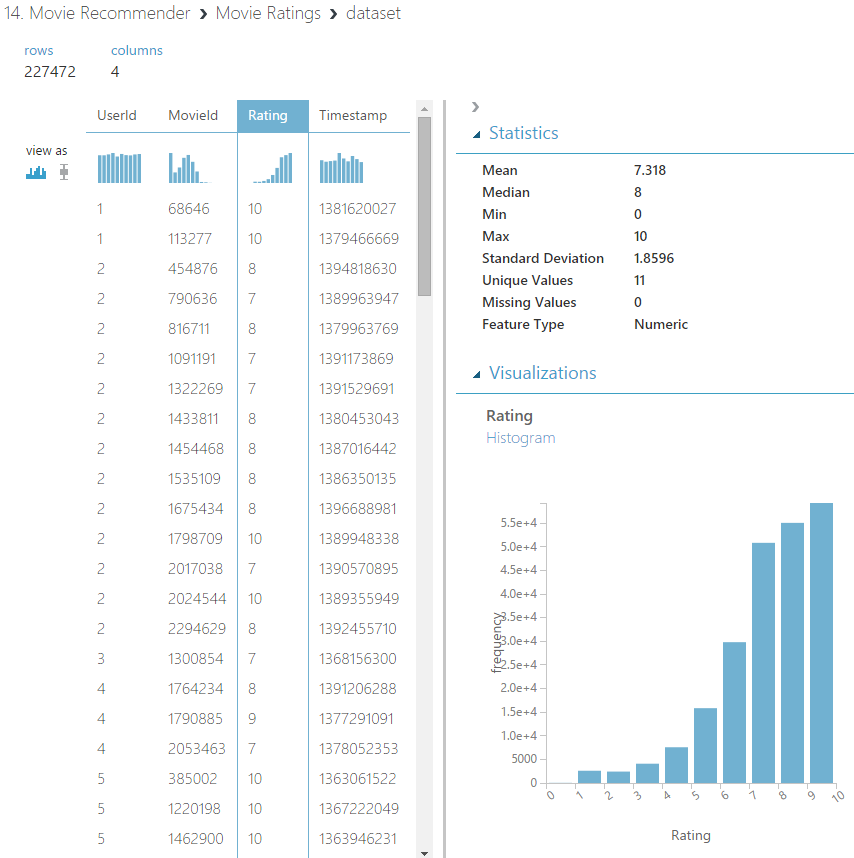 14. Movie Recommender › Movie Ratings › dataset
rows columns
227472 4
view as
UserId MovieId Rating Timestamp
1 68646 10 1381620027
1 113277 10 1379466669
2 454876 8 1394818630
2 790636 7 1389963947
2 816711 8 1379963769
2 1091191 7 1391173869
2 1322269 7 1391529691
2 1433811 8 1380453043
2 1454468 8 1387016442
2 1535109 8 1386350135
2 1675434 8 1396688981
2 1798709 10 1389948338
2 2017038 7 1390570895
2 2024544 10 1389355949
2 2294629 8 1392455710
3 1300854 7 1368156300
4 1764234 8 1391206288
4 1790885 9 1377291091
4 2053463 7 1378052353
5 385002 10 1363061522
5 1220198 10 1367222049
5 1462900 10 1363946231
Statistics
Mean 7.318
Median 8
Min 0
Max 10
Standard Deviation 1.8596
Unique Values 11
Missing Values 0
Feature Type Numeric
Visualizations
Rating
Histogram
frequency
5.5e+4
5.0e+4
4.5e+4
4.0e+4
3.5e+4
3.0e+4
2.5e+4
2.0e+4
1.5e+4
1.0e+4
5000
0
0 1 2 3 4 5 6 7 8 9 10
Rating